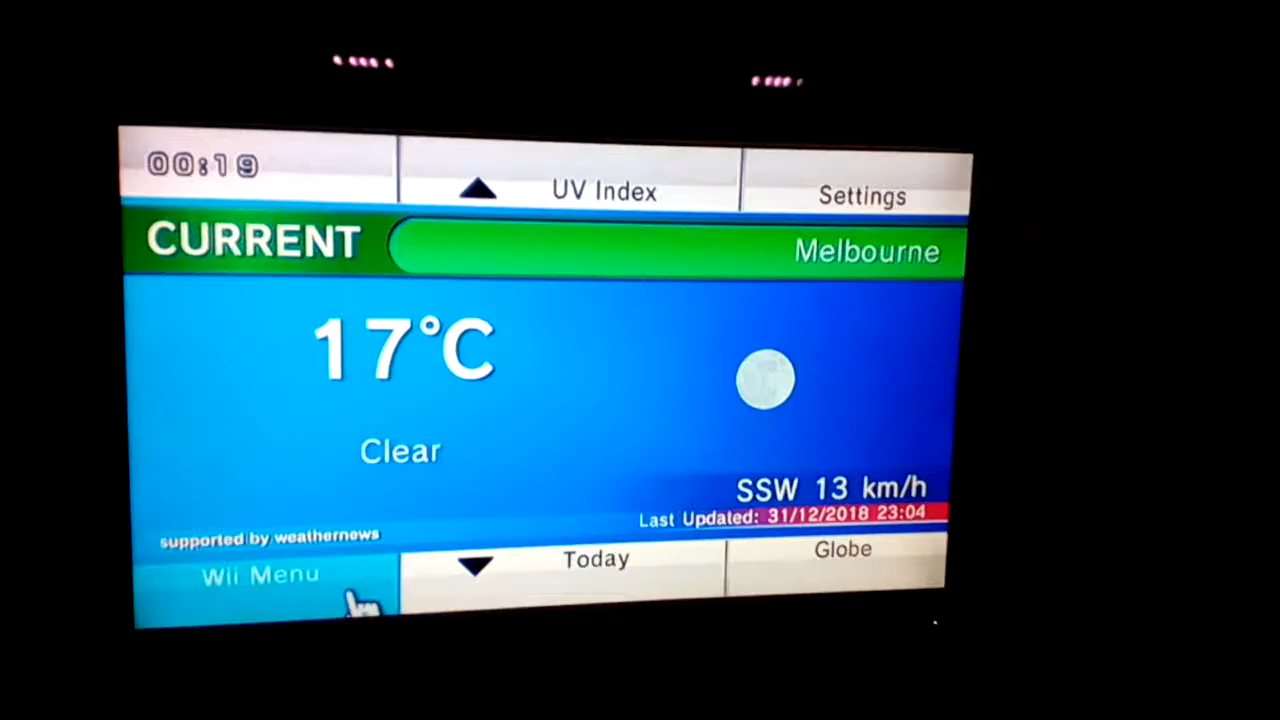 00:19
UV Index
Settings
CURRENT
Melbourne
17°C
Clear
SSW 13 km/h
Last Updated: 31/12/2018 23:04
supported by weathernews
Wii Menu
Today
Globe